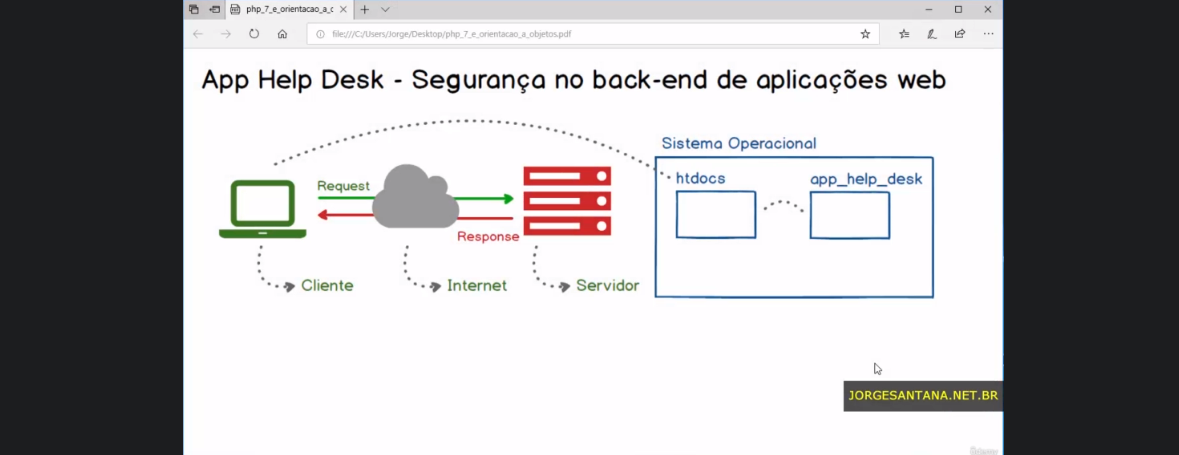 php_7_e_orientacao_a_c
file:///C:/Users/Jorge/Desktop/php_7_e_orientacao_a_objetos.pdf
App Help Desk - Segurança no back-end de aplicações web
Sistema Operacional
htdocs
app_help_desk
Request
Response
Cliente
Internet
Servidor
JORGESANTANA.NET.BR
Udemy